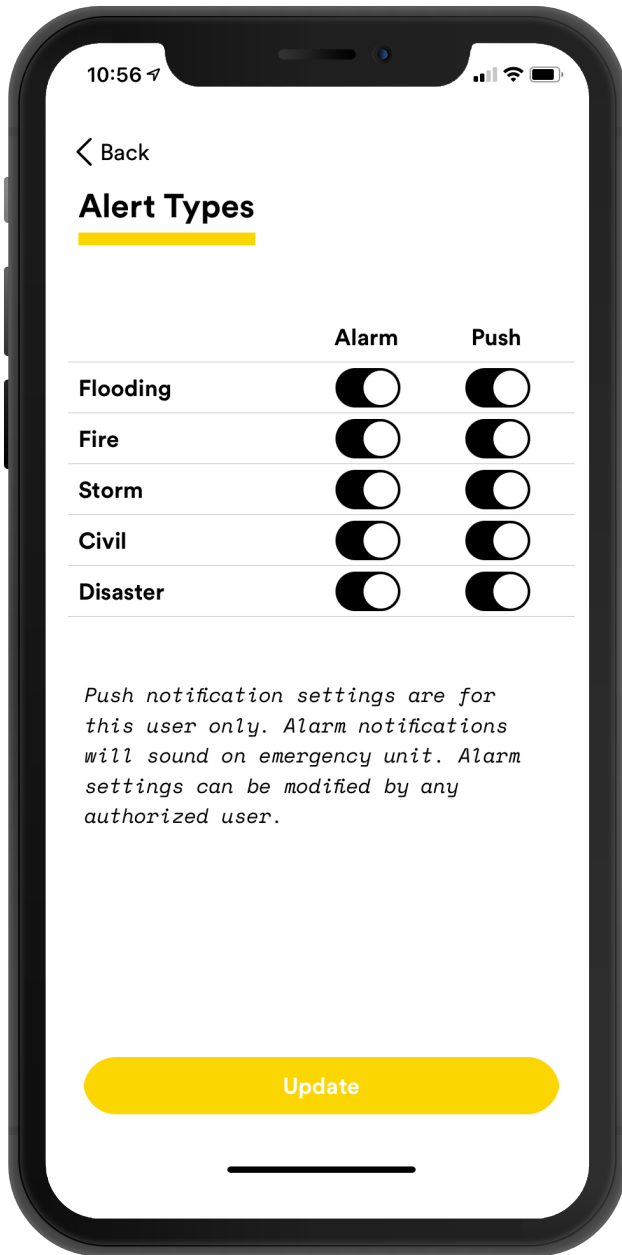 10:56
Back
Alert Types
Alarm Push
Flooding
Fire
Storm
Civil
Disaster
Push notification settings are for
this user only. Alarm notifications
will sound on emergency unit. Alarm
settings can be modified by any
authorized user.
Update